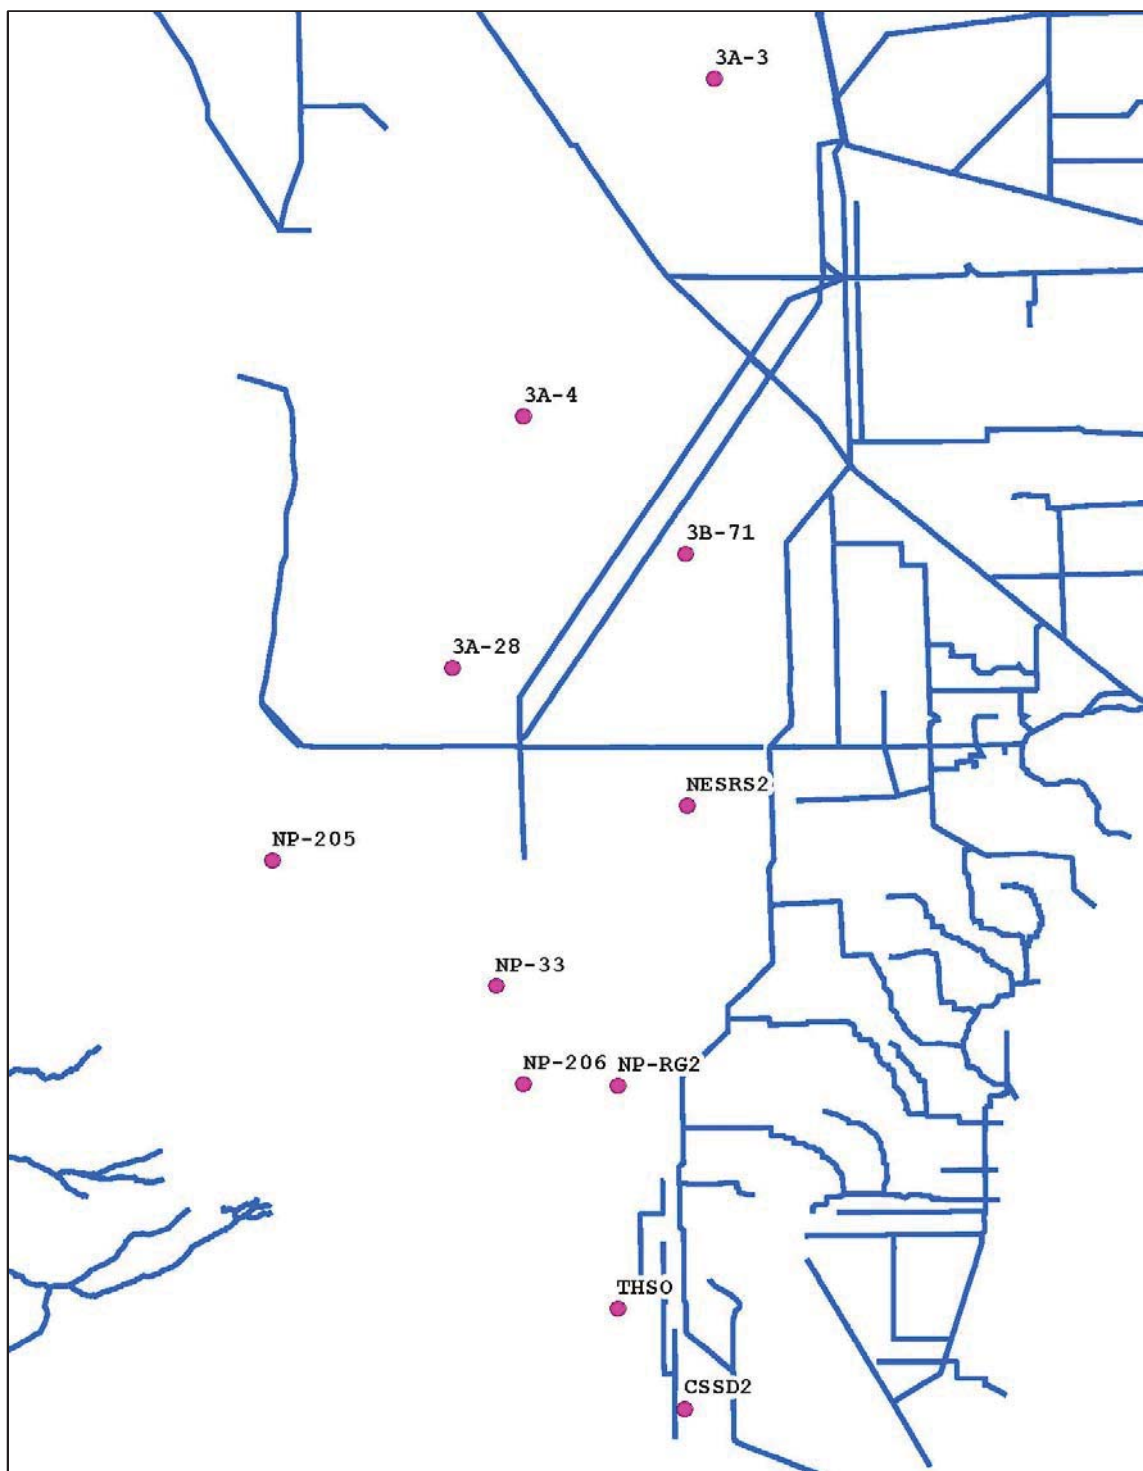 3A-3
3A-4
3B-71
3A-28
NESRS2
NP-205
NP-33
NP-206
NP-RG2
THSO
CSSD2